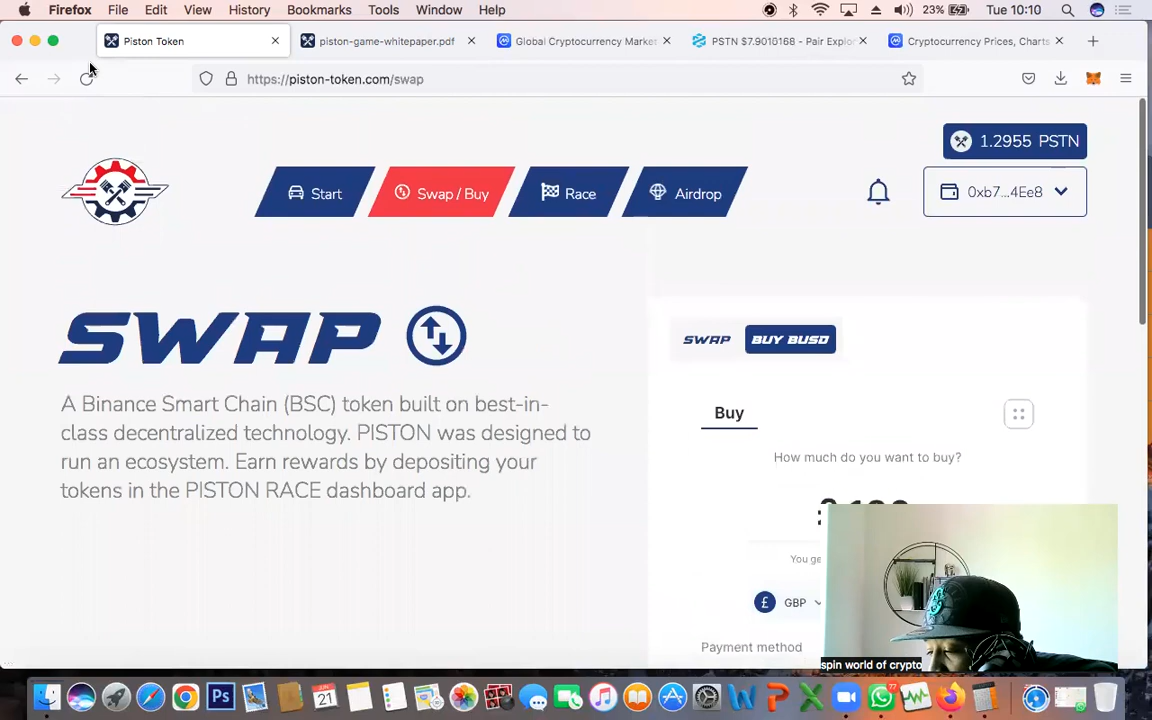 Firefox File Edit View History Bookmarks Tools Window Help 23% Tue 10:10
Piston Token piston-game-whitepaper.pdf Global Cryptocurrency Market PSTN $7.9010168 - Pair Explo Cryptocurrency Prices, Charts
https://piston-token.com/swap
1.2955 PSTN
Start Swap / Buy Race Airdrop 0xb7...4Ee8
SWAP
SWAP BUY BUSD
A Binance Smart Chain (BSC) token built on best-in-
class decentralized technology. PISTON was designed to
run an ecosystem. Earn rewards by depositing your
tokens in the PISTON RACE dashboard app.
Buy
How much do you want to buy?
You ge
£ GBP
Payment method
spin world of crypto